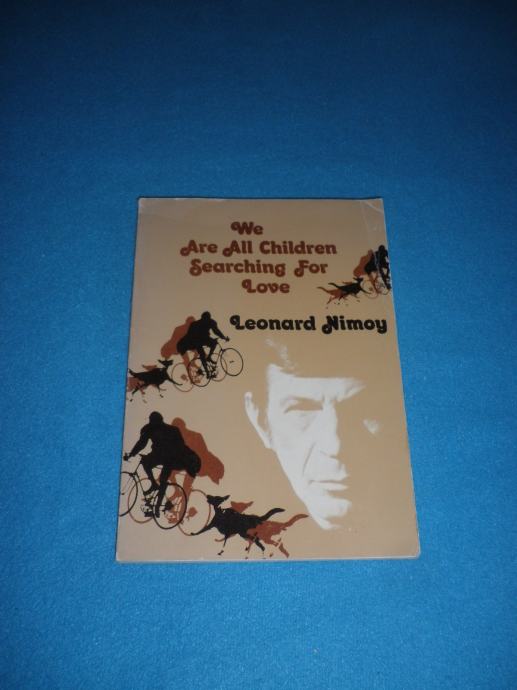 We
Are All Children
Searching For
Love
Leonard Nimoy